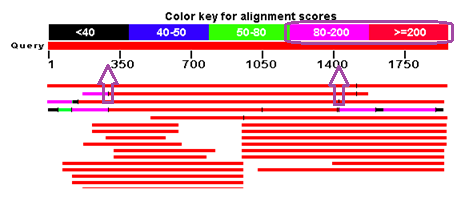 Color key for alignment scores
<40 40-50 50-80 80-200 >=200
Query
1 350 700 1050 1400 1750